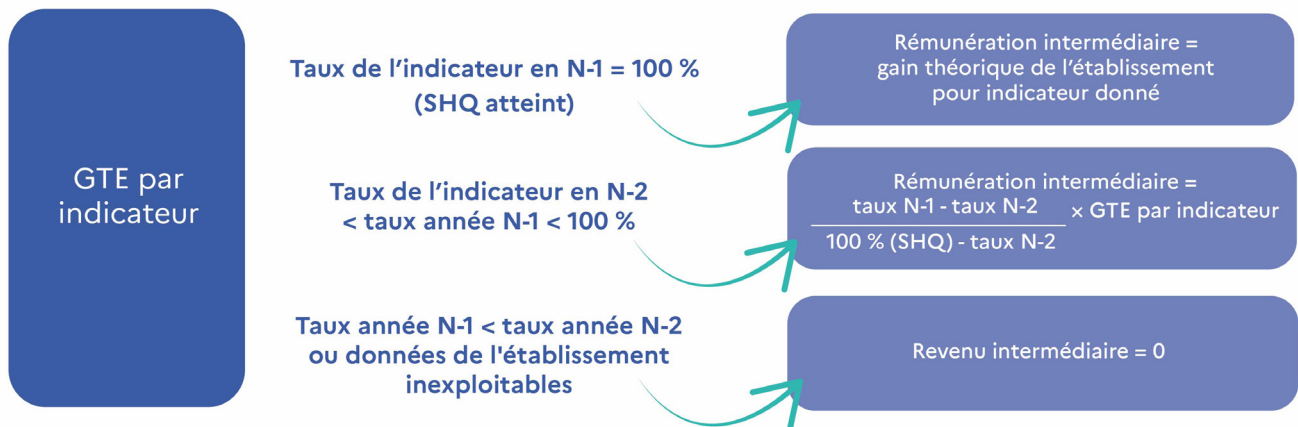 GTE par
indicateur
Taux de l’indicateur en N-1 = 100 %
(SHQ atteint)
Rémunération intermédiaire =
gain théorique de l’établissement
pour indicateur donné
Taux de l’indicateur en N-2
< taux année N-1 < 100 %
Rémunération intermédiaire =
taux N-1 - taux N-2
× GTE par indicateur
100 % (SHQ) - taux N-2
Taux année N-1 < taux année N-2
ou données de l'établissement
inexploitables
Revenu intermédiaire = 0